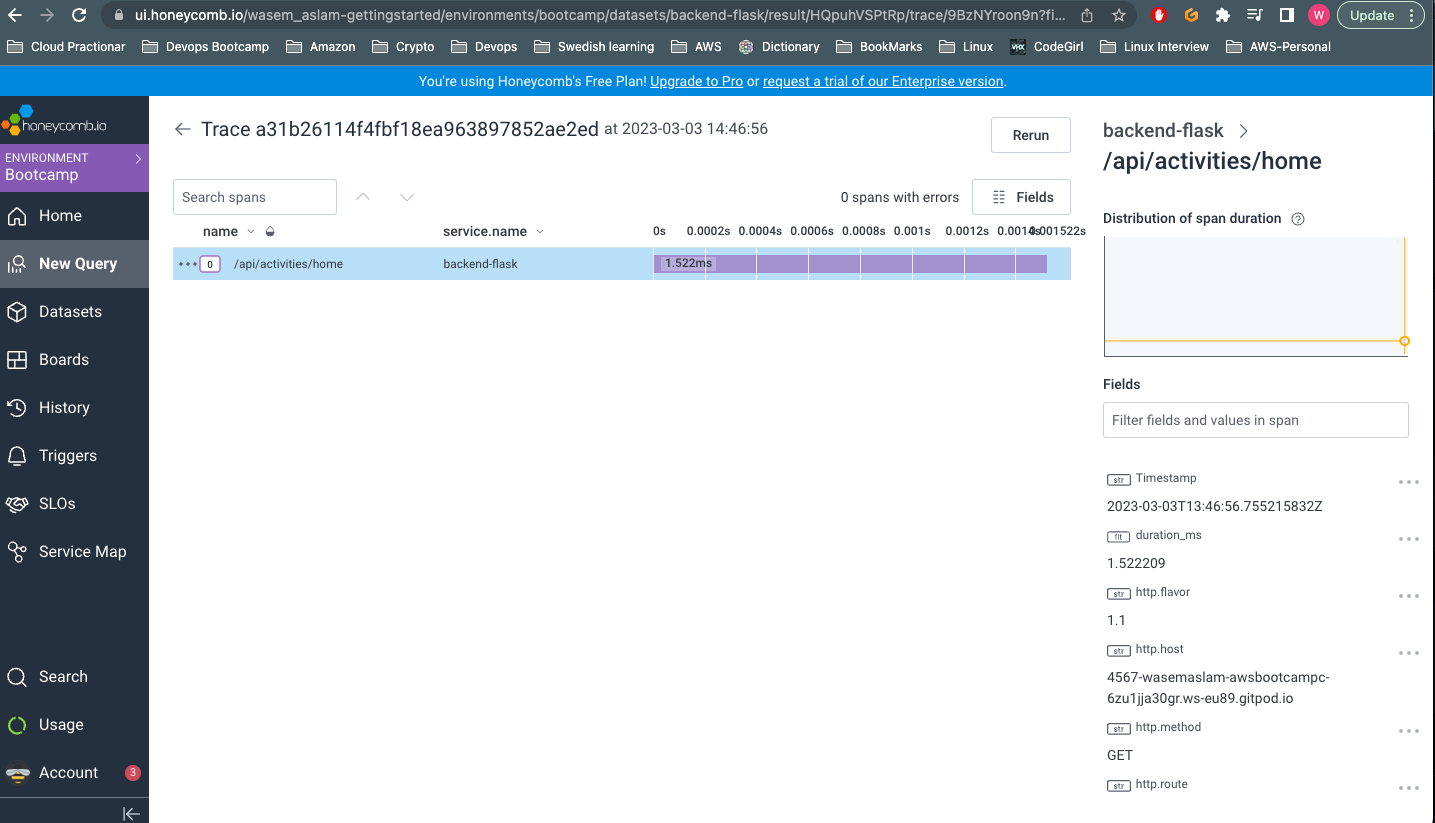 ui.honeycomb.io/wasem_aslam-gettingstarted/environments/bootcamp/datasets/backend-flask/result/HQpuhVSPtRp/trace/9BzNYroon9n?fi...
W
Update
Cloud Practionar
Devops Bootcamp
Amazon
Crypto
Devops
Swedish learning
AWS
Dictionary
BookMarks
Linux
CodeGirl
Linux Interview
AWS-Personal
You're using Honeycomb's Free Plan! Upgrade to Pro or request a trial of our Enterprise version.
honeycomb.io
ENVIRONMENT
Bootcamp
Home
New Query
Datasets
Boards
History
Triggers
SLOs
Service Map
Search
Usage
Account 3
Trace a31b26114f4fbf18ea963897852ae2ed at 2023-03-03 14:46:56
Rerun
Search spans
0 spans with errors
Fields
name service.name 0s 0.0002s 0.0004s 0.0006s 0.0008s 0.001s 0.0012s 0.0014s 0.001522s
0 /api/activities/home backend-flask 1.522ms
backend-flask
/api/activities/home
Distribution of span duration
Fields
Filter fields and values in span
str Timestamp
2023-03-03T13:46:56.755215832Z
flt duration_ms
1.522209
str http.flavor
1.1
str http.host
4567-wasemaslam-awsbootcampc-
6zu1jja30gr.ws-eu89.gitpod.io
str http.method
GET
str http.route